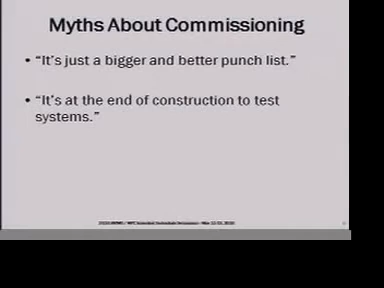 Myths About Commissioning
• “It’s just a bigger and better punch list.”
• “It’s at the end of construction to test
systems.”